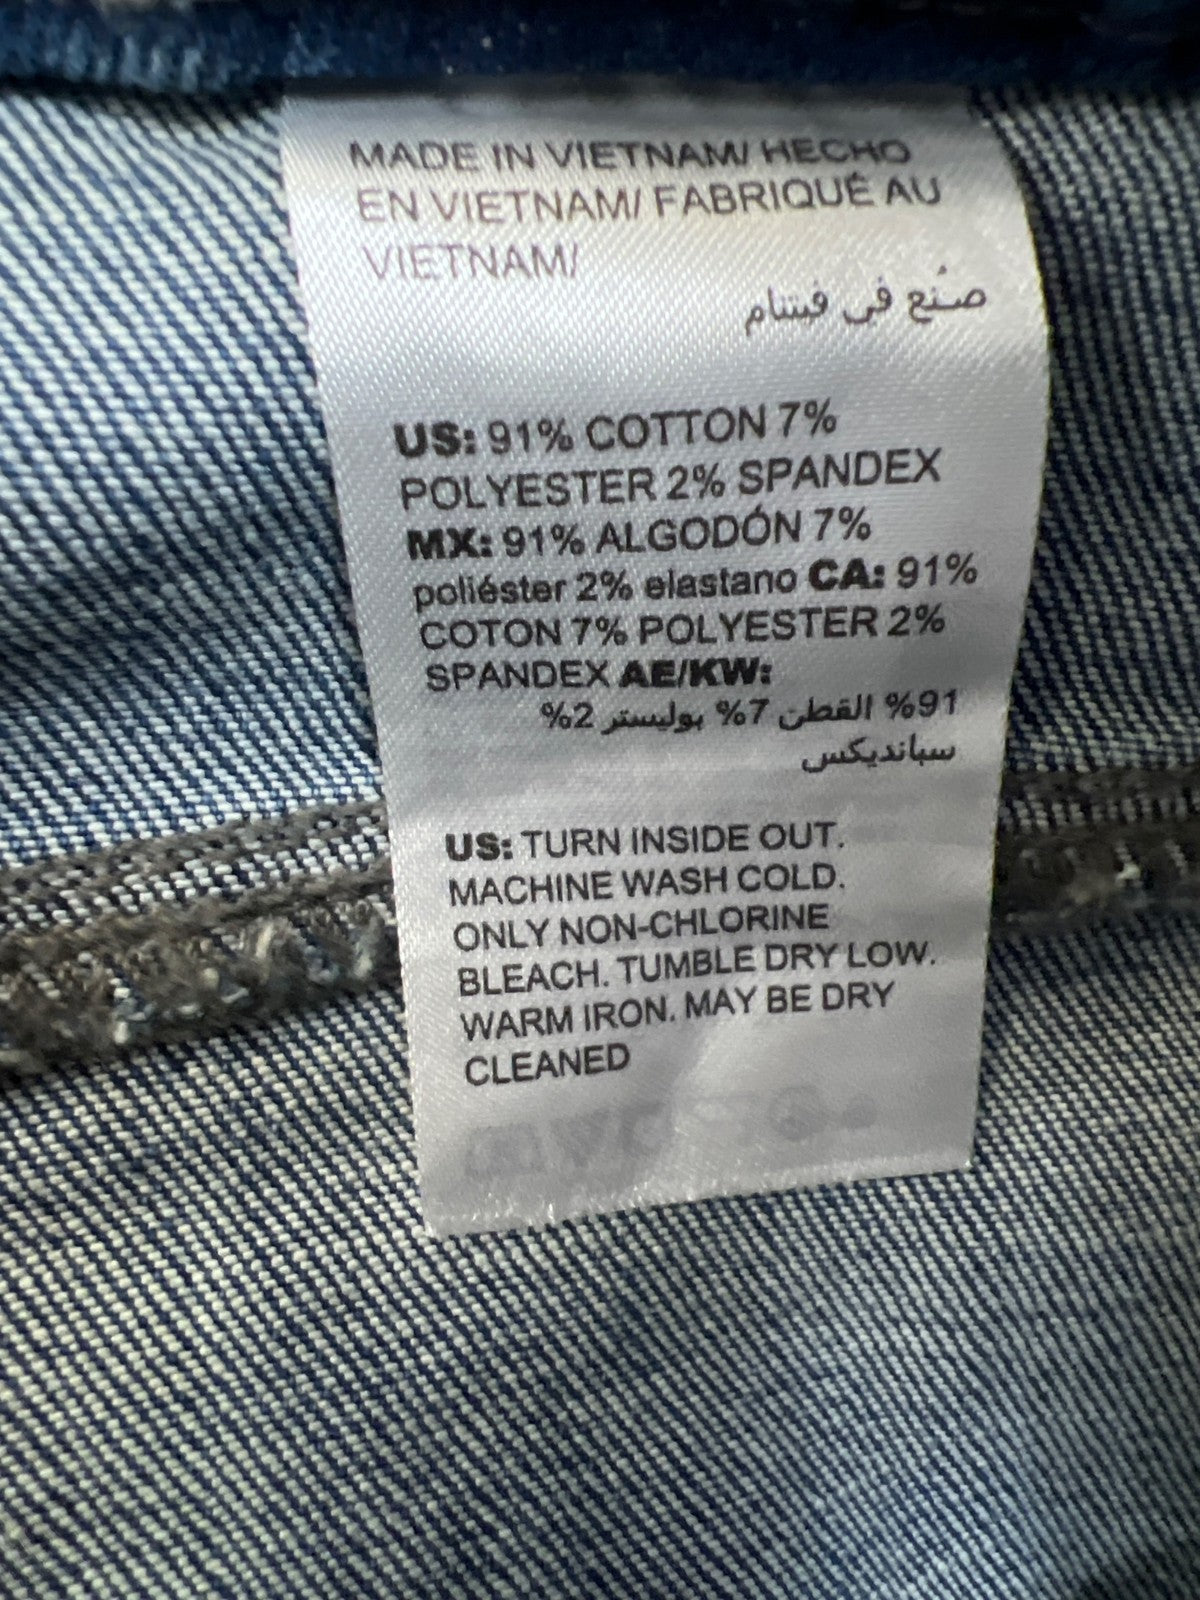 MADE IN VIETNAM/ HECHO
EN VIETNAM/ FABRIQUÉ AU
VIETNAM/
صُنع في فيتنام
US: 91% COTTON 7%
POLYESTER 2% SPANDEX
MX: 91% ALGODÓN 7%
poliéster 2% elastano CA: 91%
COTON 7% POLYESTER 2%
SPANDEX AE/KW:
91% القطن 7% بوليستر 2%
سبانديكس
US: TURN INSIDE OUT.
MACHINE WASH COLD.
ONLY NON-CHLORINE
BLEACH. TUMBLE DRY LOW.
WARM IRON. MAY BE DRY
CLEANED